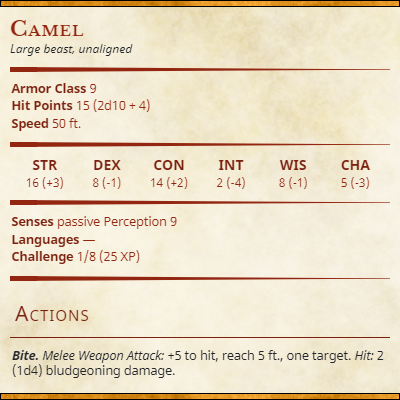 Camel
Large beast, unaligned
Armor Class 9
Hit Points 15 (2d10 + 4)
Speed 50 ft.
STR DEX CON INT WIS CHA
16 (+3) 8 (-1) 14 (+2) 2 (-4) 8 (-1) 5 (-3)
Senses passive Perception 9
Languages —
Challenge 1/8 (25 XP)
Actions
Bite. Melee Weapon Attack: +5 to hit, reach 5 ft., one target. Hit: 2
(1d4) bludgeoning damage.